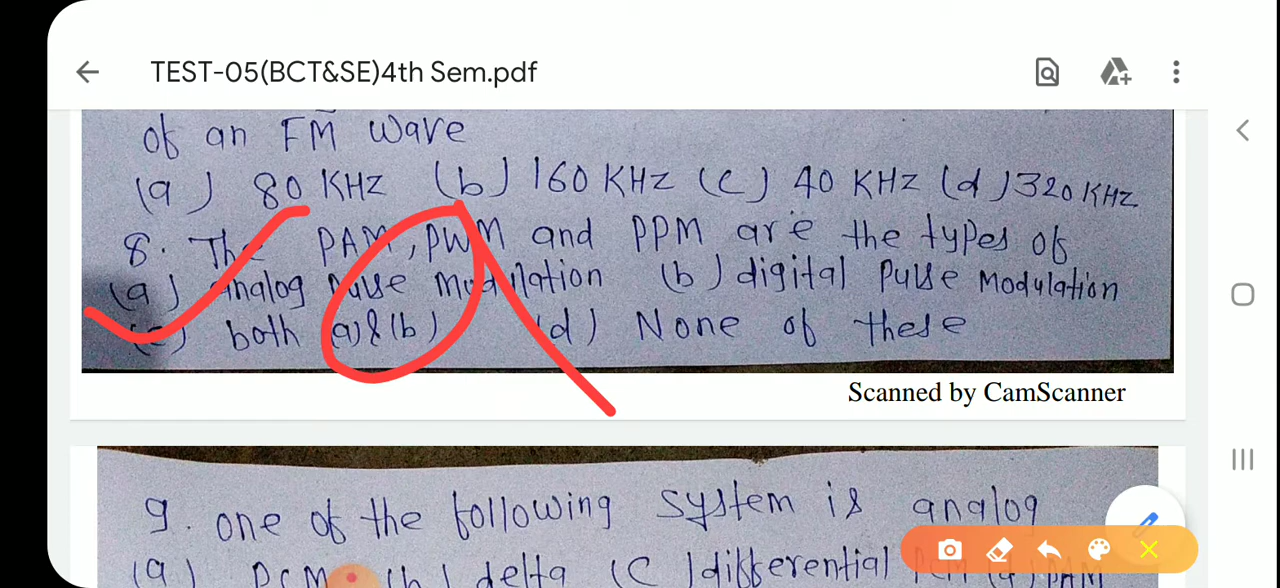 TEST-05(BCT&SE)4th Sem.pdf
of an FM wave
(a) 80 KHz (b) 160 KHz (c) 40 KHz (d) 320 KHz
8. The PAM, PWM and PPM are the types of
(a) analog pulse modulation (b) digital Pulse Modulation
(c) both (a) & (b) (d) None of these
Scanned by CamScanner
9. one of the following system is analog
(a) PCM (b) delta (c) differential PAM